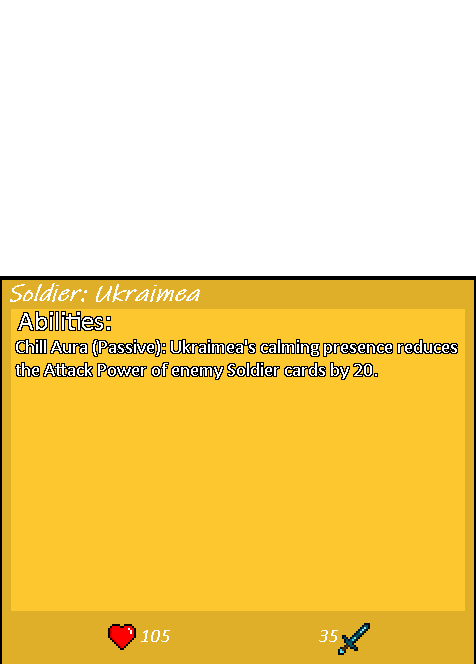 Soldier: Ukraimea
Abilities:
Chill Aura (Passive): Ukraimea's calming presence reduces
the Attack Power of enemy Soldier cards by 20.
105
35